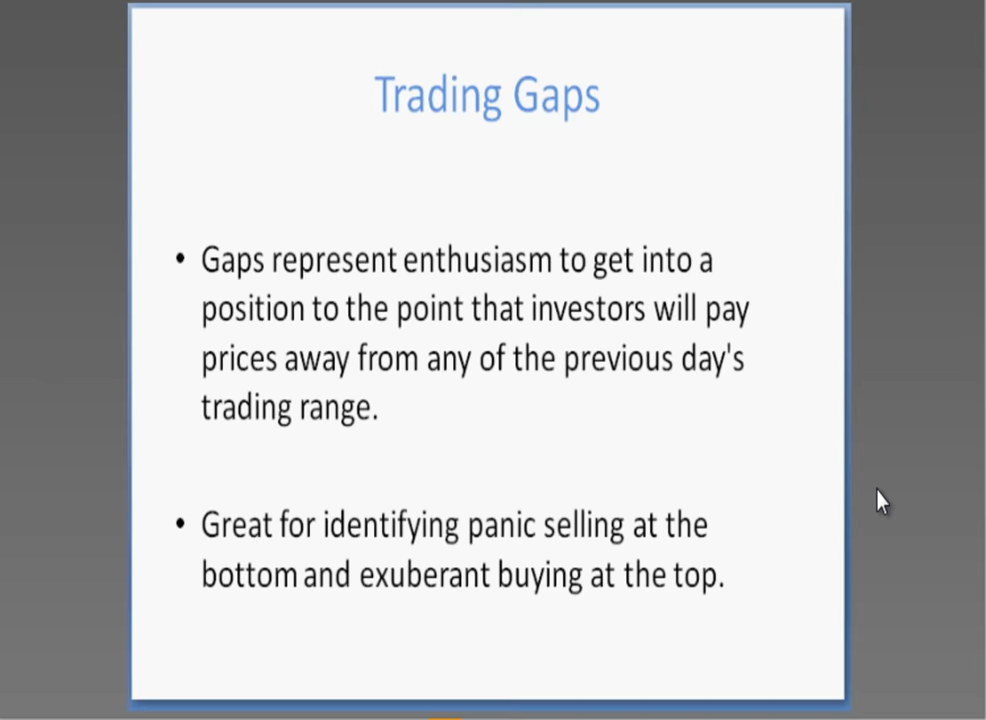 Trading Gaps
• Gaps represent enthusiasm to get into a
position to the point that investors will pay
prices away from any of the previous day's
trading range.
• Great for identifying panic selling at the
bottom and exuberant buying at the top.